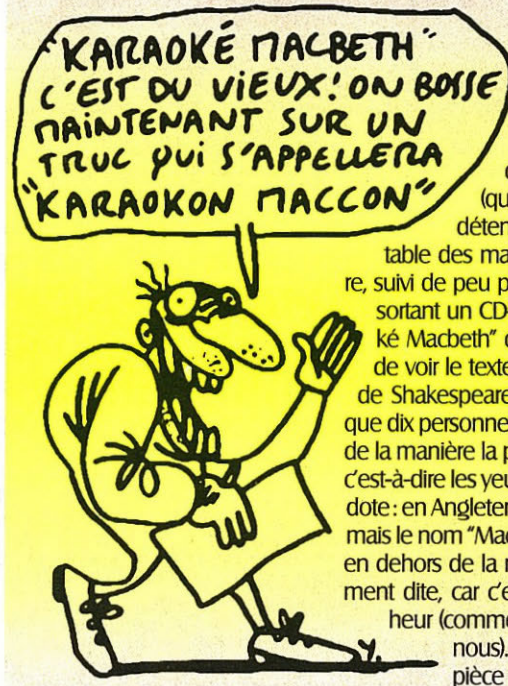 "KARAOKÉ MACBETH"
C'EST DU VIEUX! ON BOSSE
MAINTENANT SUR UN
TRUC QUI S'APPELLERA
"KARAOKON MACCON"
(qu
déten
table des ma
re, suivi de peu p
sortant un CD-
ké Macbeth" 
de voir le texte
de Shakespeare
que dix personne
de la manière la p
c'est-à-dire les yeu
dote : en Angleter
mais le nom "Mac
en dehors de la r
ment dite, car c'e
heur (comme
nous).
pièce
Y.